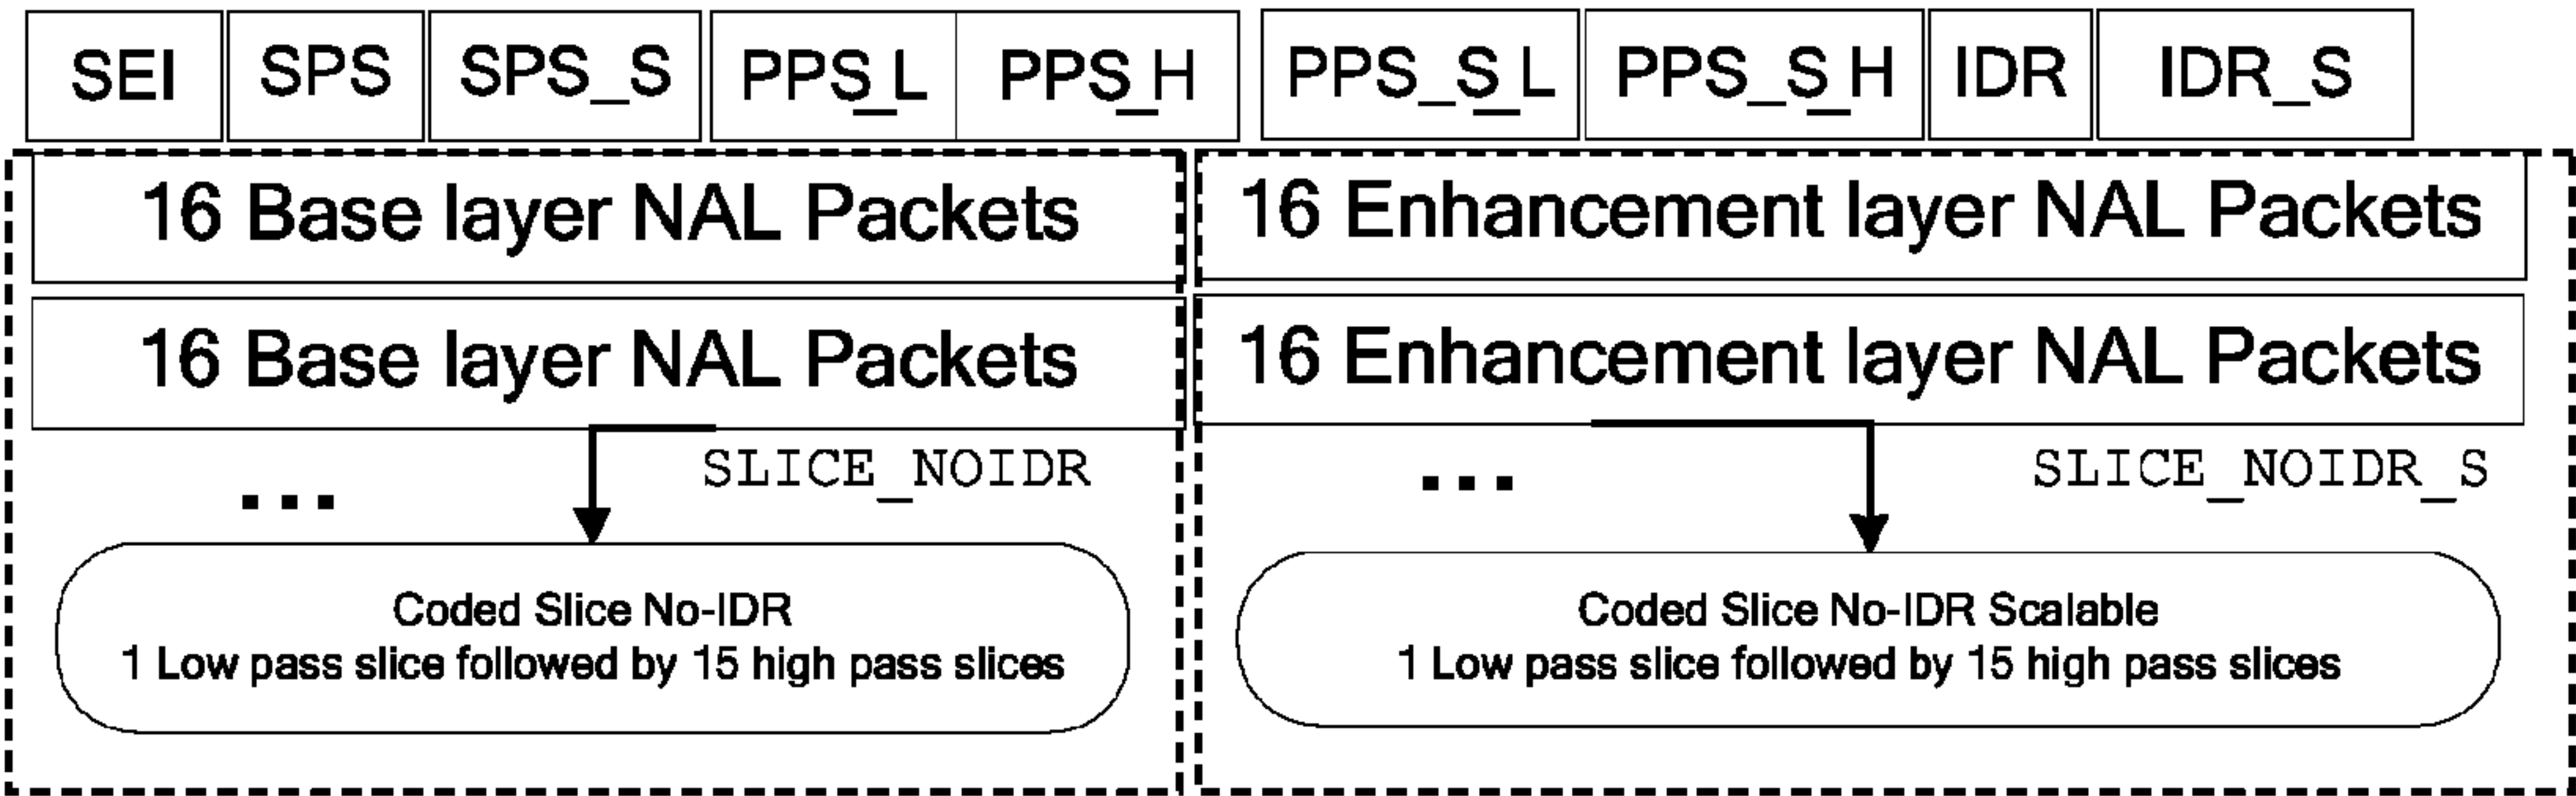 SEI SPS SPS_S PPS_L PPS_H PPS_S_L PPS_S_H IDR IDR_S
16 Base layer NAL Packets 16 Enhancement layer NAL Packets
16 Base layer NAL Packets 16 Enhancement layer NAL Packets
... SLICE_NOIDR ... SLICE_NOIDR_S
Coded Slice No-IDR
1 Low pass slice followed by 15 high pass slices
Coded Slice No-IDR Scalable
1 Low pass slice followed by 15 high pass slices